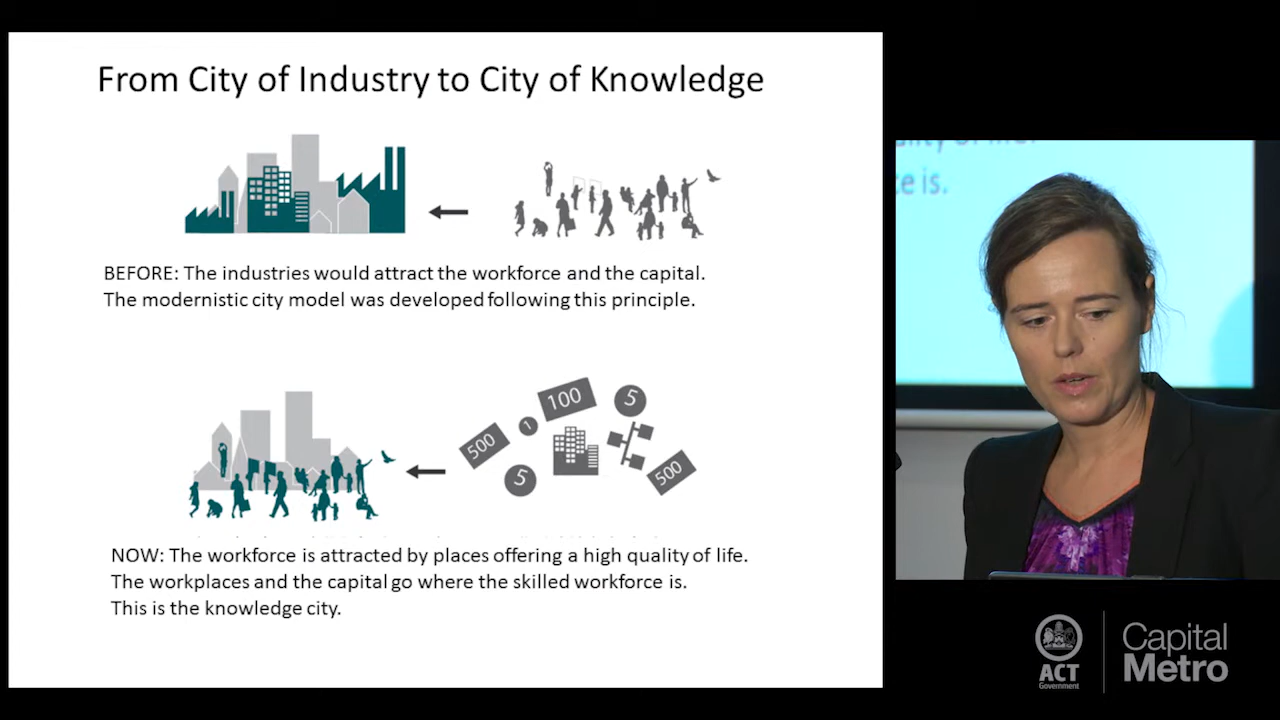 From City of Industry to City of Knowledge
BEFORE: The industries would attract the workforce and the capital.
The modernistic city model was developed following this principle.
100
5
1
500
5
500
NOW: The workforce is attracted by places offering a high quality of life.
The workplaces and the capital go where the skilled workforce is.
This is the knowledge city.
is.
ACT
Government
Capital
Metro